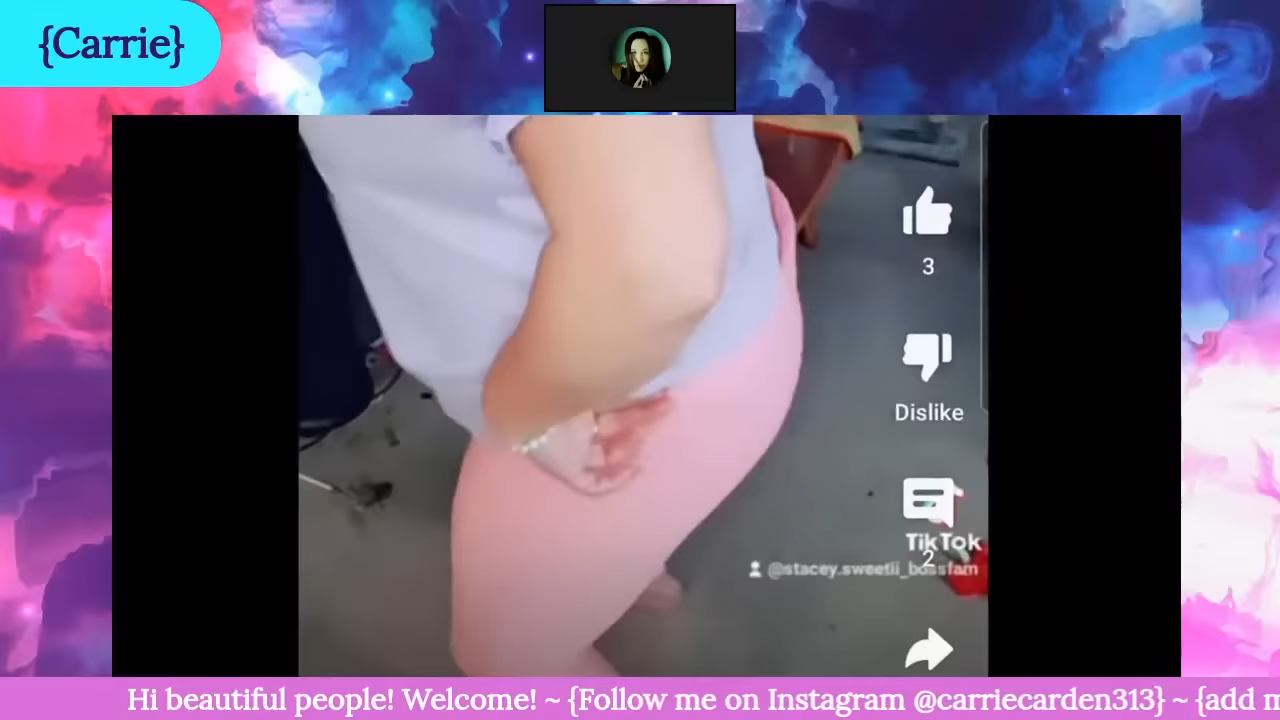 {Carrie}
3
Dislike
TikTok
2
@stacey.sweetii_bossfam
Hi beautiful people! Welcome! ~ {Follow me on Instagram @carriecarden313} ~ {add m